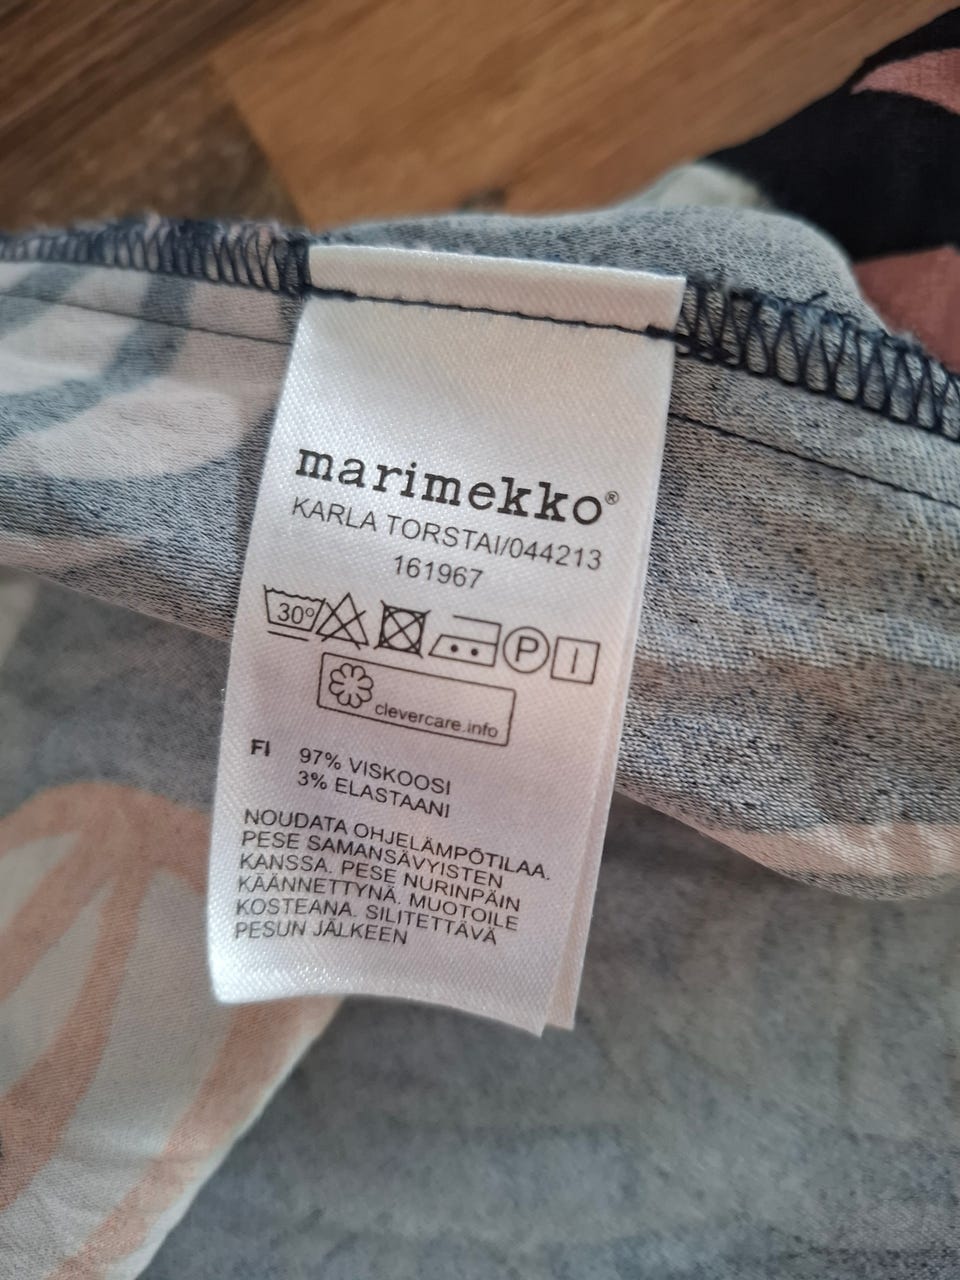 marimekko®
KARLA TORSTAI/044213
161967
30°
P
clevercare.info
FI 97% VISKOOSI
3% ELASTAANI
NOUDATA OHJELÄMPÖTILAA.
PESE SAMANSÄVYISTEN
KANSSA. PESE NURINPÄIN
KÄÄNNETTYNÄ. MUOTOILE
KOSTEANA. SILITETTÄVÄ
PESUN JÄLKEEN